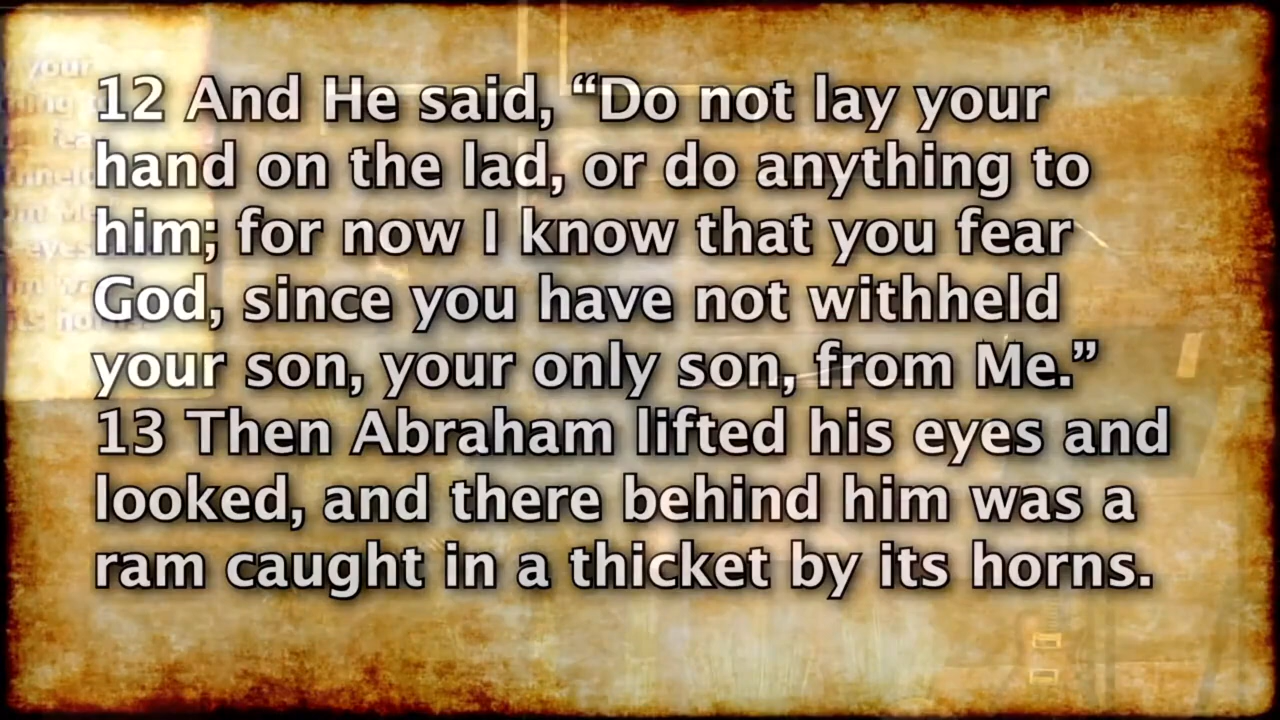 12 And He said, “Do not lay your
hand on the lad, or do anything to
him; for now I know that you fear
God, since you have not withheld
your son, your only son, from Me.”
13 Then Abraham lifted his eyes and
looked, and there behind him was a
ram caught in a thicket by its horns.